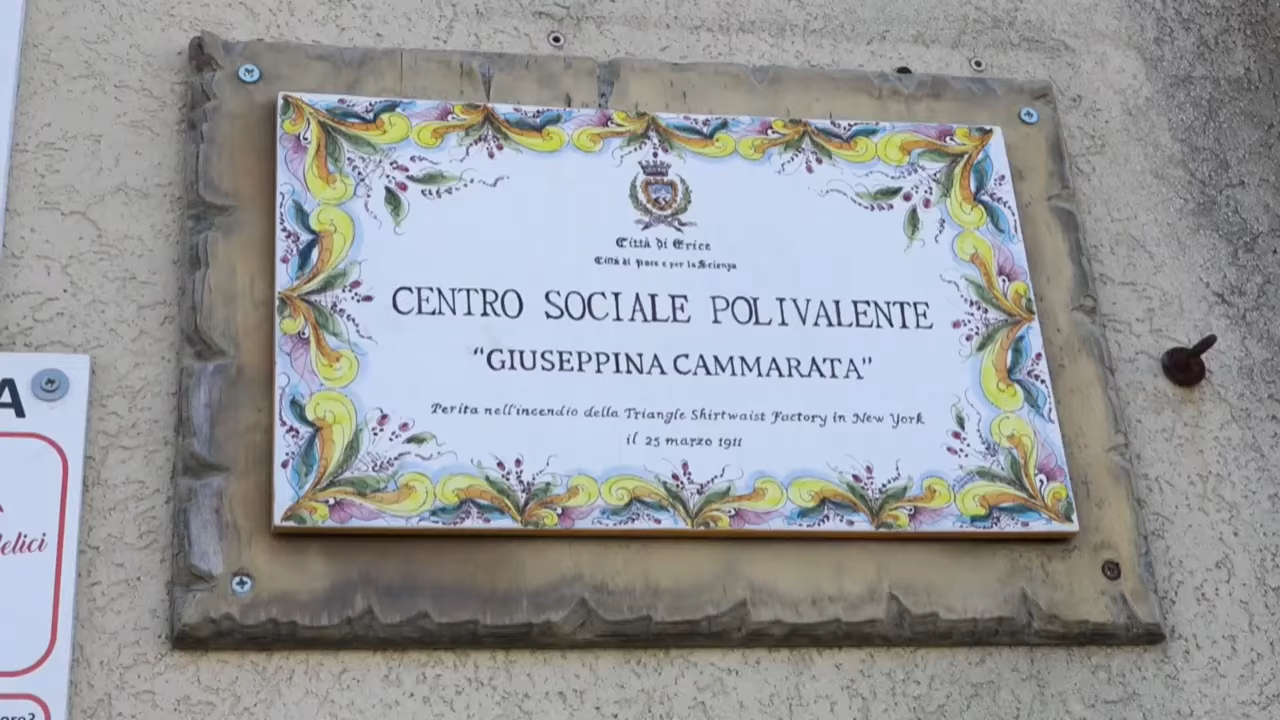 Città di Erice
Città di Pace e per la Scienza
CENTRO SOCIALE POLIVALENTE
"GIUSEPPINA CAMMARATA"
Perita nell'incendio della Triangle Shirtwaist Factory in New York
il 25 marzo 1911
A
elici